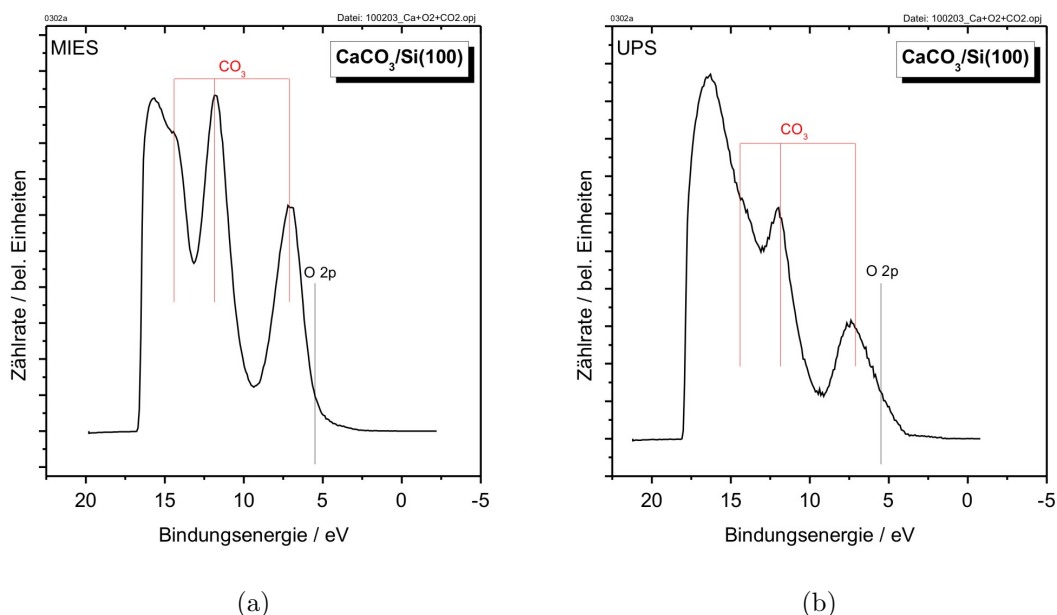 0302a
Datei: 100203_Ca+O2+CO2.opj
MIES
CaCO3/Si(100)
CO3
O 2p
Zählrate / bel. Einheiten
20 15 10 5 0 -5
Bindungsenergie / eV
(a)
0302a
Datei: 100203_Ca+O2+CO2.opj
UPS
CaCO3/Si(100)
CO3
O 2p
Zählrate / bel. Einheiten
20 15 10 5 0 -5
Bindungsenergie / eV
(b)